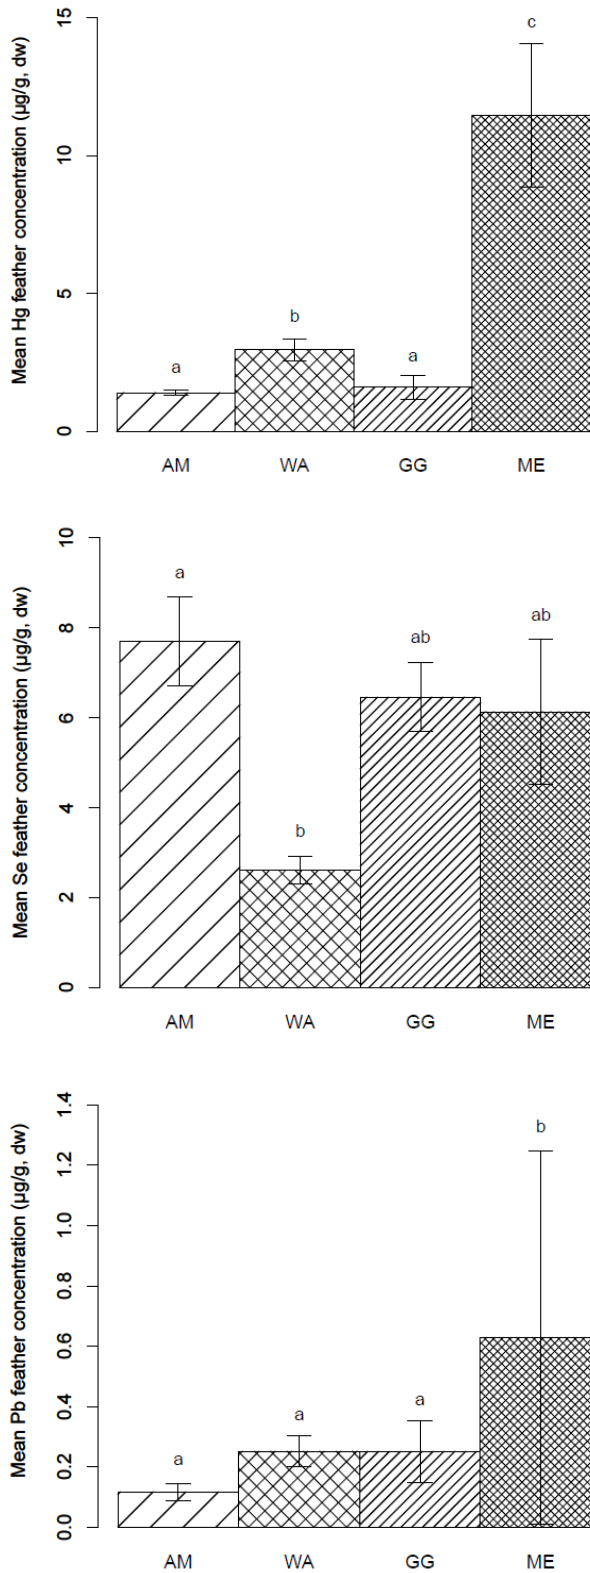 Mean Hg feather concentration (µg/g, dw)
15
10
5
0
a
b
a
c
AM WA GG ME
Mean Se feather concentration (µg/g, dw)
10
8
6
4
2
0
a
b
ab
ab
AM WA GG ME
Mean Pb feather concentration (µg/g, dw)
1.4
1.2
1.0
0.8
0.6
0.4
0.2
0.0
a
a
a
b
AM WA GG ME